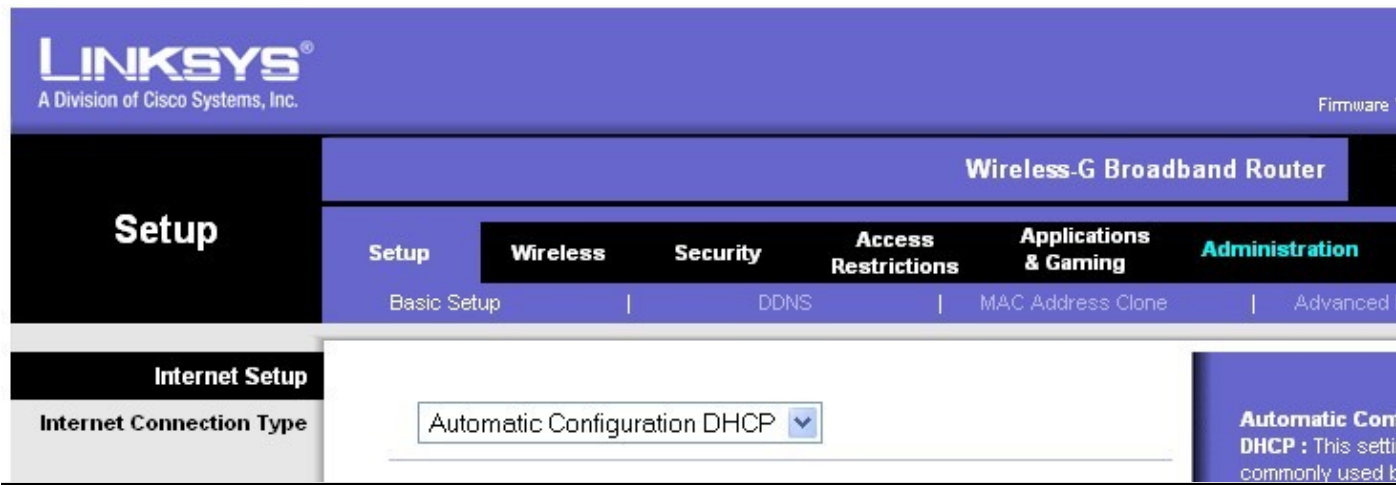 LINKSYS®
A Division of Cisco Systems, Inc.
Firmware
Wireless-G Broadband Router
Setup
Setup Wireless Security Access Restrictions Applications & Gaming Administration
Basic Setup | DDNS | MAC Address Clone | Advanced
Internet Setup
Internet Connection Type
Automatic Configuration DHCP
Automatic Con
DHCP : This setti
commonly used b